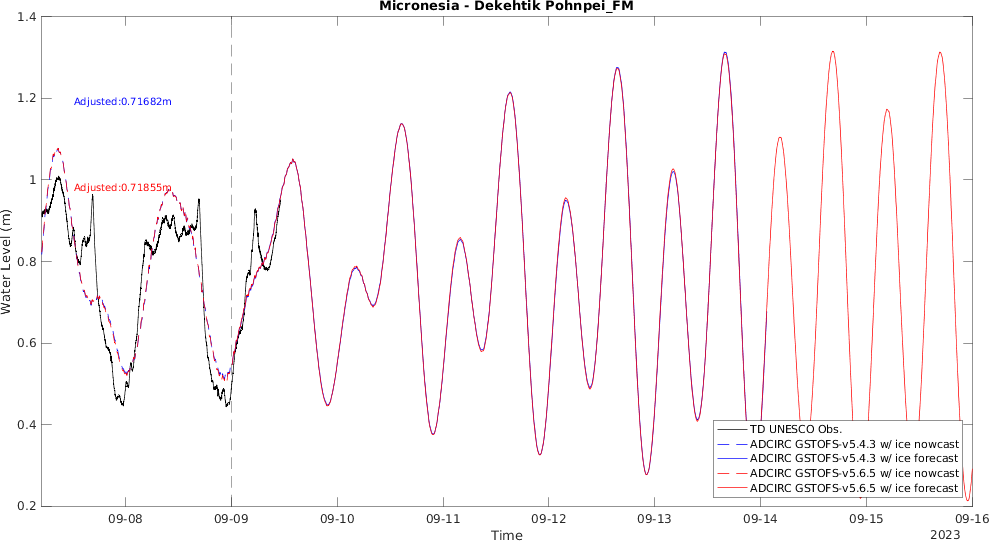 Micronesia - Dekehtik Pohnpei_FM
1.4
1.2
1
0.8
0.6
0.4
0.2
Water Level (m)
Adjusted:0.71682m
Adjusted:0.71855m
TD UNESCO Obs.
ADCIRC GSTOFS-v5.4.3 w/ ice nowcast
ADCIRC GSTOFS-v5.4.3 w/ ice forecast
ADCIRC GSTOFS-v5.6.5 w/ ice nowcast
ADCIRC GSTOFS-v5.6.5 w/ ice forecast
09-08
09-09
09-10
09-11
09-12
09-13
09-14
09-15
09-16
Time
2023